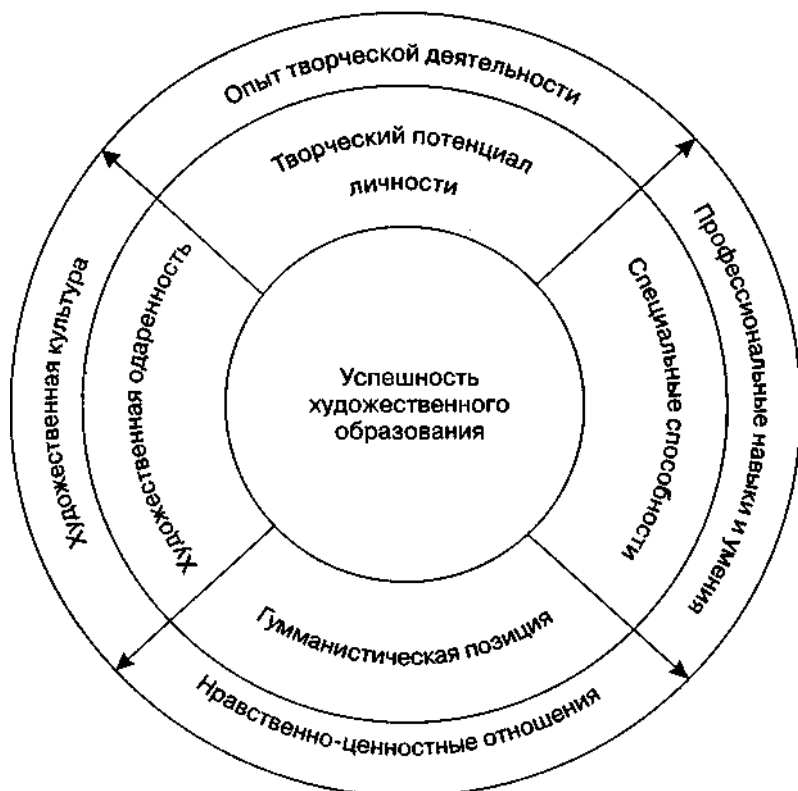 Опыт творческой деятельности
Творческий потенциал
личности
Художественная культура
Художественная одаренность
Успешность
художественного
образования
Специальные способности
Профессиональные навыки и умения
Гумманистическая позиция
Нравственно-ценностные отношения